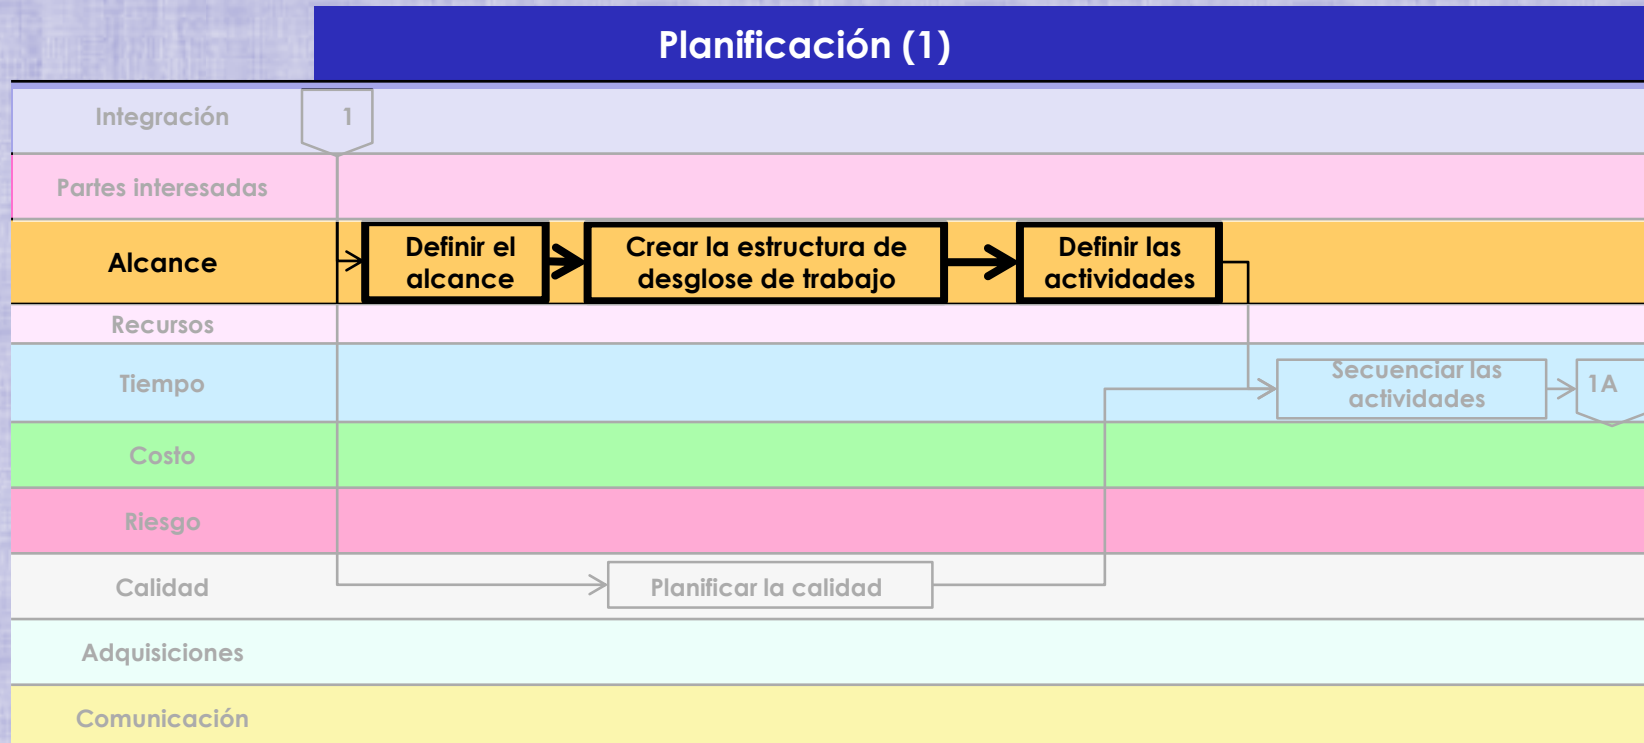 Planificación (1)
Integración
1
Partes interesadas
Alcance
Definir el
alcance
Crear la estructura de
desglose de trabajo
Definir las
actividades
Recursos
Tiempo
Secuenciar las
actividades
1A
Costo
Riesgo
Calidad
Planificar la calidad
Adquisiciones
Comunicación